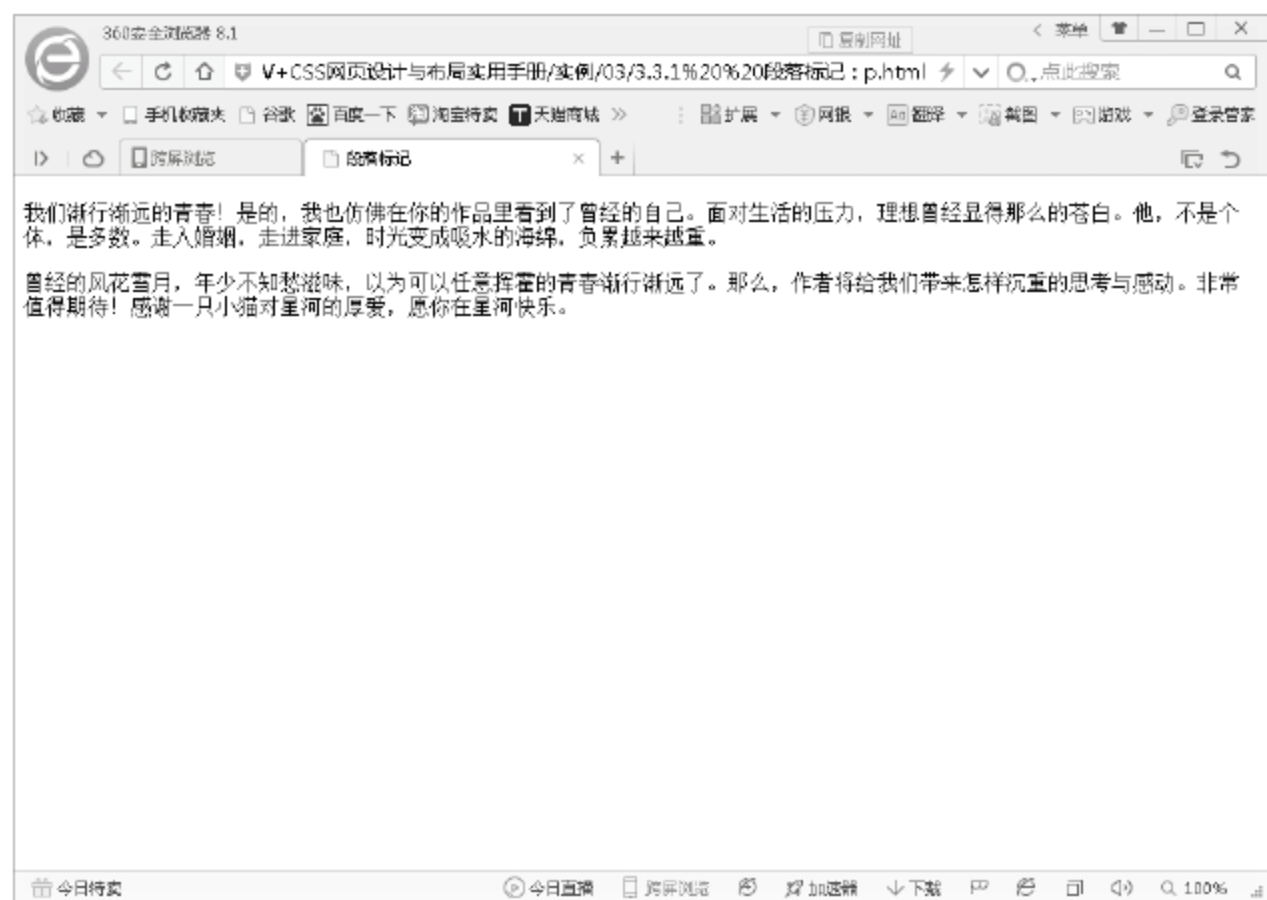 360安全浏览器 8.1
复制网址
菜单
V+CSS网页设计与布局实用手册/实例/03/3.3.1%20%20段落标记：p.html
点此搜索
收藏 手机收藏夹 谷歌 百度一下 淘宝特卖 天猫商城 » 扩展 网银 翻译 截图 游戏 登录管家
跨屏浏览 段落标记
我们渐行渐远的青春！是的，我也仿佛在你的作品里看到了曾经的自己。面对生活的压力，理想曾经显得那么的苍白。他，不是个
体，是多数。走入婚姻，走进家庭，时光变成吸水的海绵，负累越来越重。
曾经的风花雪月，年少不知愁滋味，以为可以任意挥霍的青春渐行渐远了。那么，作者将给我们带来怎样沉重的思考与感动。非常
值得期待！感谢一只小猫对星河的厚爱，愿你在星河快乐。
今日特卖 今日直播 跨屏浏览 加速器 下载 100%